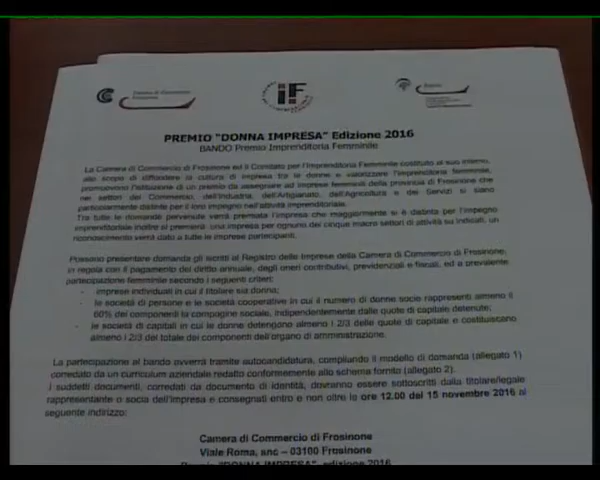 Camera di Commercio
Frosinone
iF
PREMIO "DONNA IMPRESA" Edizione 2016
BANDO Premio Imprenditoria Femminile
La Camera di Commercio di Frosinone ed il Comitato per l'Imprenditoria Femminile costituito al suo interno,
allo scopo di diffondere la cultura di impresa tra le donne e valorizzare l'imprenditoria femminile,
promuovono l'istituzione di un premio da assegnare ad imprese femminili della provincia di Frosinone che
nei settori del Commercio, dell'Industria, dell'Artigianato, dell'Agricoltura e dei Servizi si siano
particolarmente distinte per il loro impegno nell'attività imprenditoriale.
Tra tutte le domande pervenute verrà premiata l'impresa che maggiormente si è distinta per l'impegno
imprenditoriale inoltre si premierà una impresa per ognuno dei cinque macro settori di attività su indicati, un
riconoscimento verrà dato a tutte le imprese partecipanti.
Possono presentare domanda gli iscritti al Registro delle Imprese della Camera di Commercio di Frosinone,
in regola con il pagamento del diritto annuale, degli oneri contributivi, previdenziali e fiscali, ed a prevalente
partecipazione femminile secondo i seguenti criteri:
- imprese individuali in cui il titolare sia donna;
- le società di persone e le società cooperative in cui il numero di donne socie rappresenti almeno il
60% dei componenti la compagine sociale, indipendentemente dalle quote di capitale detenute;
- le società di capitali in cui le donne detengono almeno i 2/3 delle quote di capitale e costituiscano
almeno i 2/3 del totale dei componenti dell'organo di amministrazione.
La partecipazione al bando avverrà tramite autocandidatura, compilando il modello di domanda (allegato 1)
corredato da un curriculum aziendale redatto conformemente allo schema fornito (allegato 2).
I suddetti documenti, corredati da documento di identità, dovranno essere sottoscritti dalla titolare/legale
rappresentante o socia dell'impresa e consegnati entro e non oltre le ore 12.00 del 15 novembre 2016 al
seguente indirizzo:
Camera di Commercio di Frosinone
Viale Roma, snc – 03100 Frosinone
Premio "DONNA IMPRESA" edizione 2016